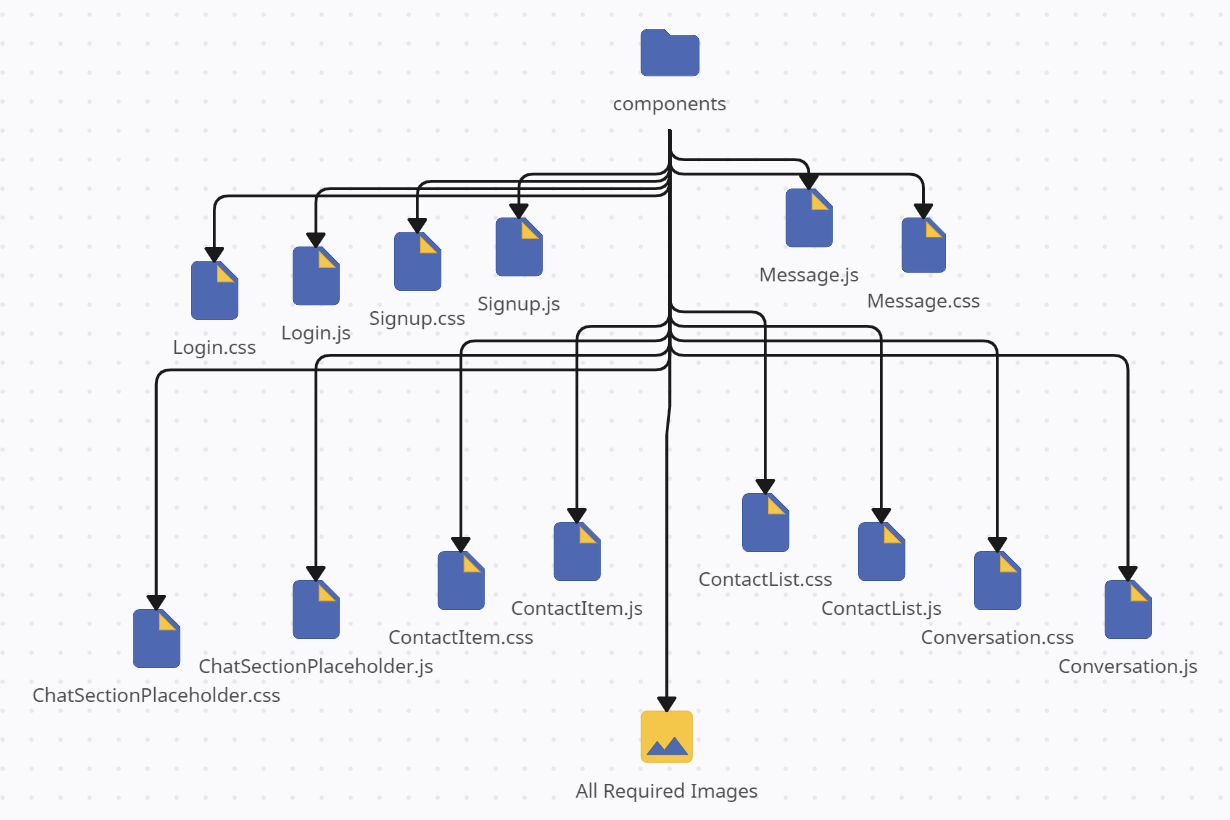 components
Message.js
Message.css
Signup.js
Signup.css
Login.js
Login.css
ContactList.css
ContactItem.js
ContactList.js
ContactItem.css
Conversation.css
ChatSectionPlaceholder.js
Conversation.js
ChatSectionPlaceholder.css
All Required Images